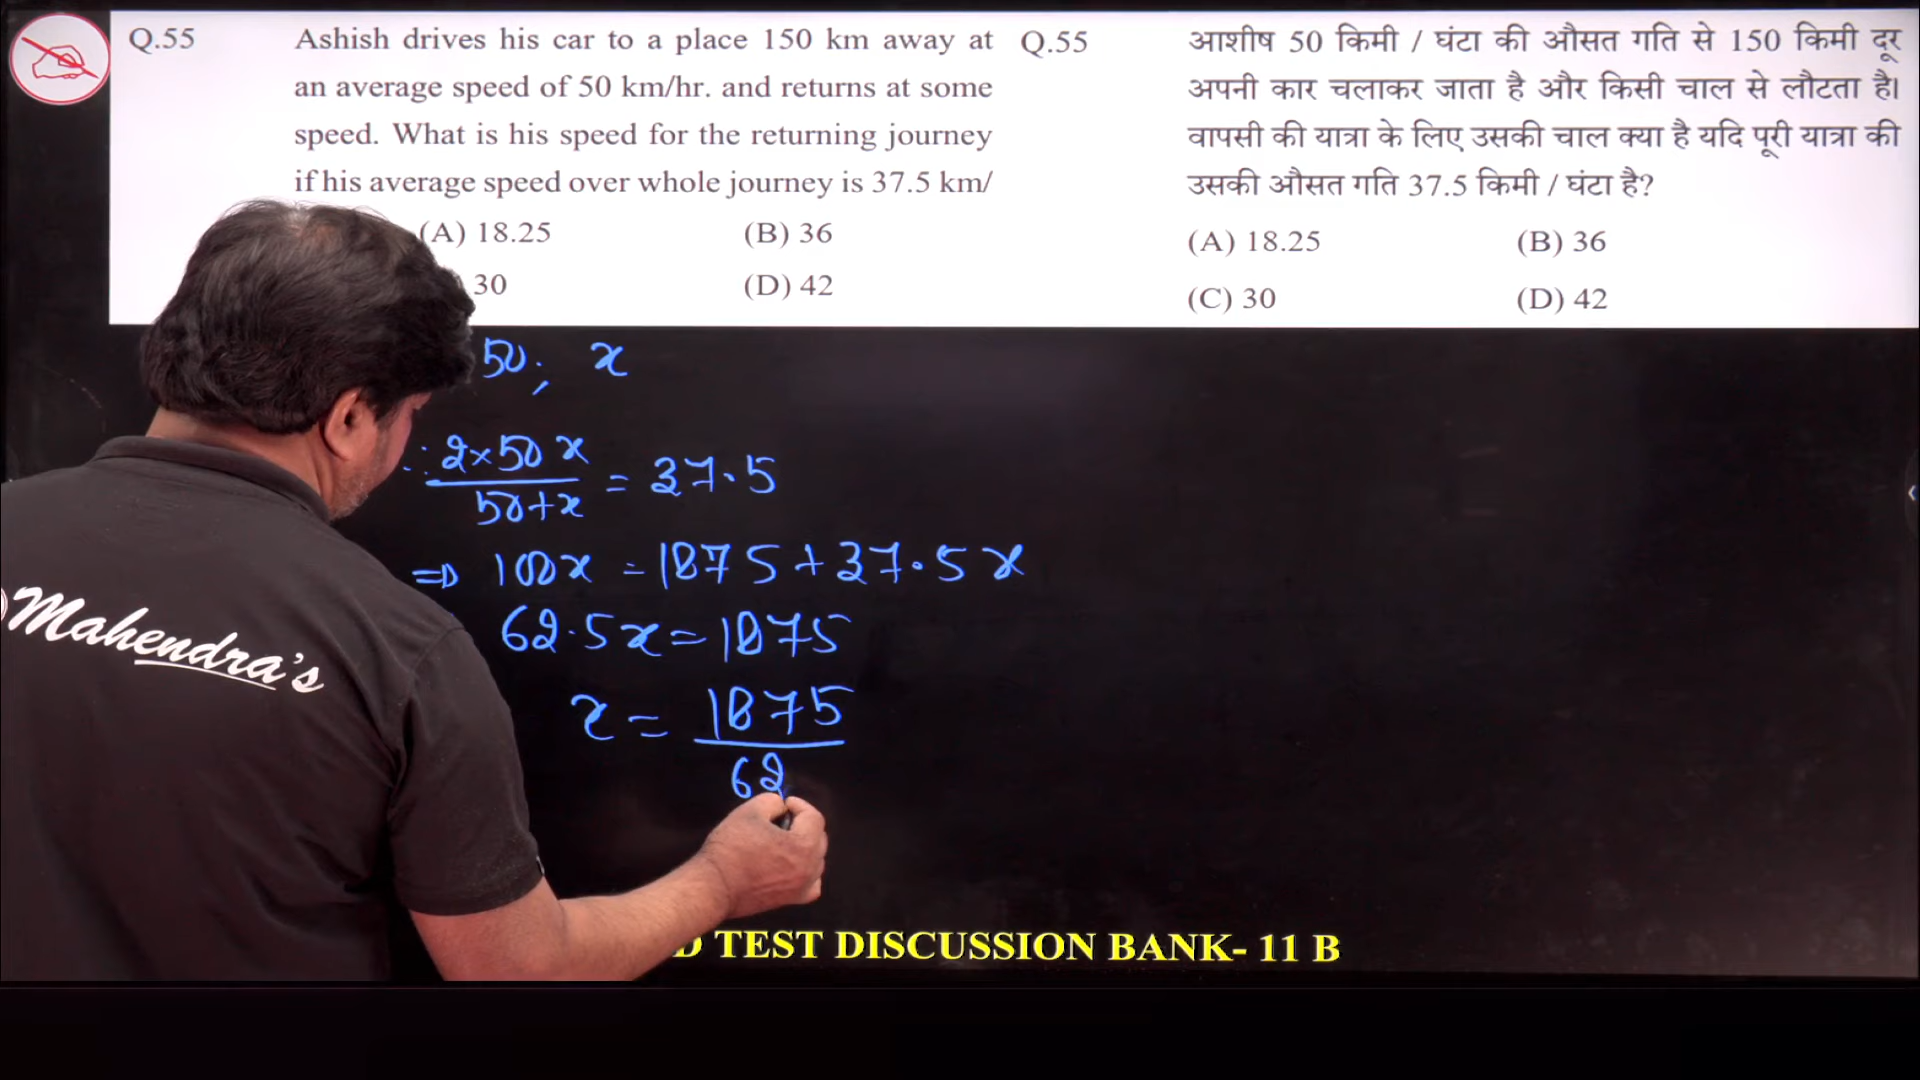 Q.55 Ashish drives his car to a place 150 km away at
an average speed of 50 km/hr. and returns at some
speed. What is his speed for the returning journey
if his average speed over whole journey is 37.5 km/
(A) 18.25 (B) 36
30 (D) 42
Q.55 आशीष 50 किमी / घंटा की औसत गति से 150 किमी दूर
अपनी कार चलाकर जाता है और किसी चाल से लौटता है।
वापसी की यात्रा के लिए उसकी चाल क्या है यदि पूरी यात्रा की
उसकी औसत गति 37.5 किमी / घंटा है?
(A) 18.25 (B) 36
(C) 30 (D) 42
50; x
∴ 2×50x
50+x = 37.5
⇒ 100x = 1875+37.5x
62.5x=1875
x = 1875
62
Mahendra's
TEST DISCUSSION BANK- 11 B